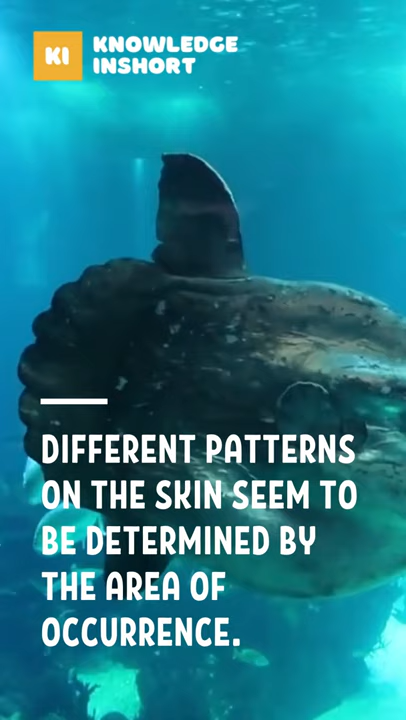 KI
KNOWLEDGE
INSHORT
DIFFERENT PATTERNS
ON THE SKIN SEEM TO
BE DETERMINED BY
THE AREA OF
OCCURRENCE.